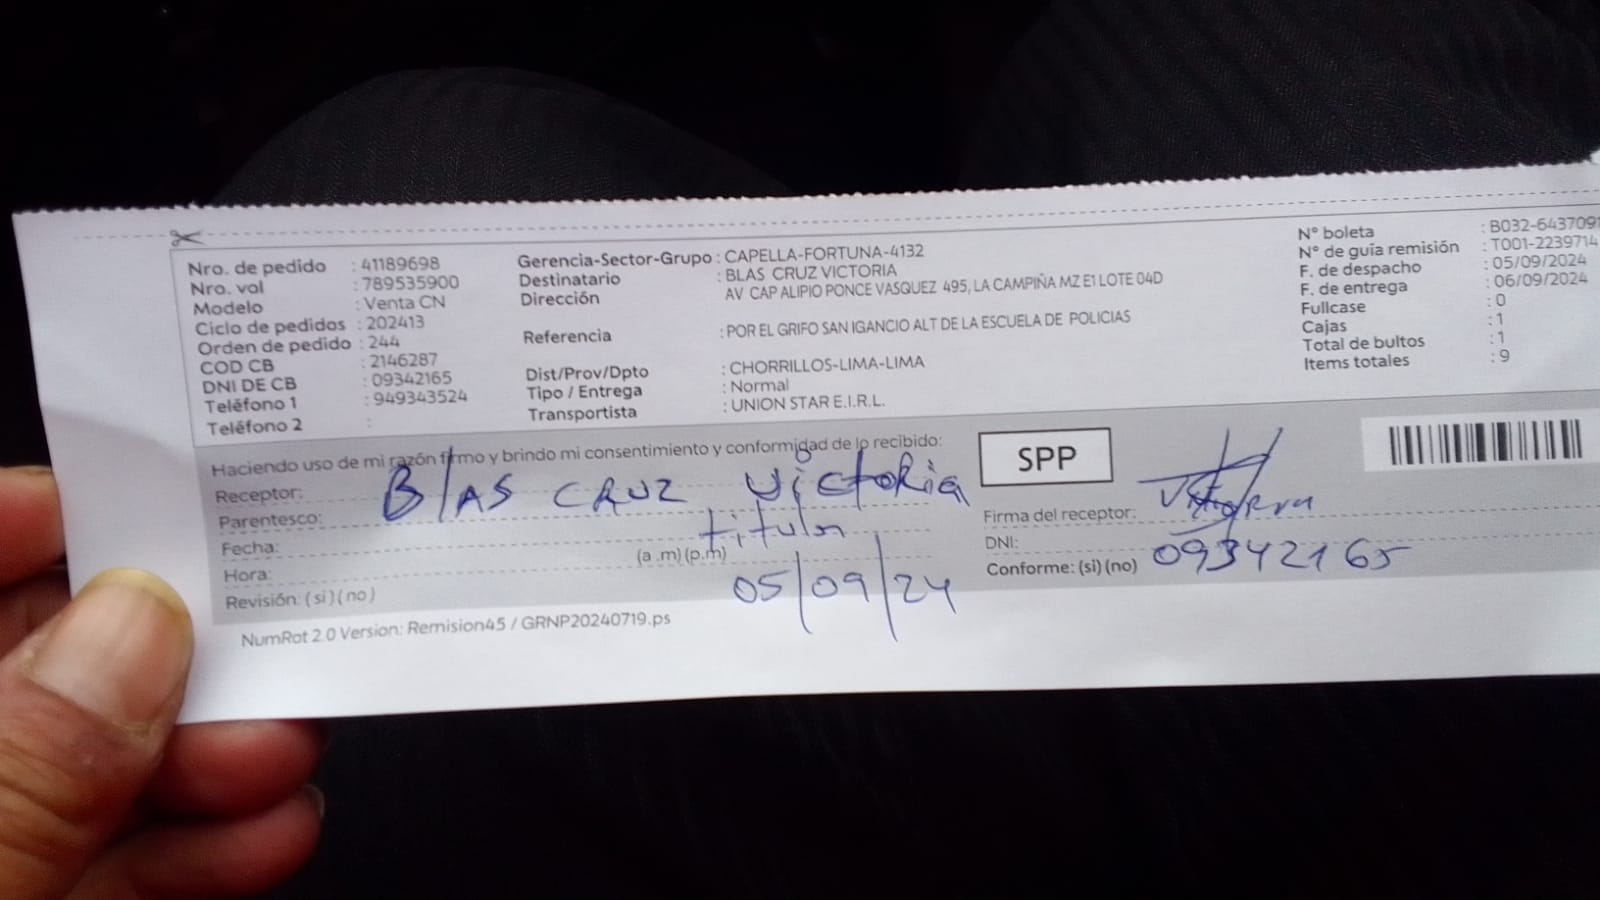 Nro. de pedido : 41189698
Nro. vol : 789535900
Modelo : Venta CN
Ciclo de pedidos : 202413
Orden de pedido : 244
COD CB : 2146287
DNI DE CB : 09342165
Teléfono 1 : 949343524
Teléfono 2 :
Gerencia-Sector-Grupo : CAPELLA-FORTUNA-4132
Destinatario : BLAS CRUZ VICTORIA
Dirección AV CAP ALIPIO PONCE VASQUEZ 495, LA CAMPIÑA MZ E1 LOTE 04D
Referencia : POR EL GRIFO SAN IGANCIO ALT DE LA ESCUELA DE POLICIAS
Dist/Prov/Dpto : CHORRILLOS-LIMA-LIMA
Tipo / Entrega : Normal
Transportista : UNION STAR E.I.R.L.
N° boleta : B032-6437091
N° de guía remisión : T001-2239714
F. de despacho : 05/09/2024
F. de entrega : 06/09/2024
Fullcase : 0
Cajas : 1
Total de bultos : 1
Items totales : 9
Haciendo uso de mi razón firmo y brindo mi consentimiento y conformidad de lo recibido:
Receptor: BLAS CRUZ VictoRia
Parentesco: titular
Fecha: 05/09/24
Hora: (a .m) (p.m)
Revisión: ( si ) ( no )
SPP
Firma del receptor:
DNI: 09342165
Conforme: (si) (no)
NumRot 2.0 Version: Remision45 / GRNP20240719.ps